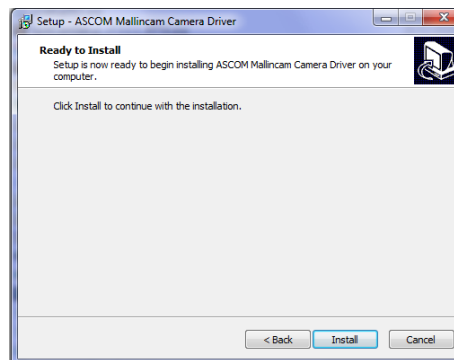 Setup - ASCOM Mallincam Camera Driver
Ready to Install
Setup is now ready to begin installing ASCOM Mallincam Camera Driver on your
computer.
Click Install to continue with the installation.
< Back
Install
Cancel